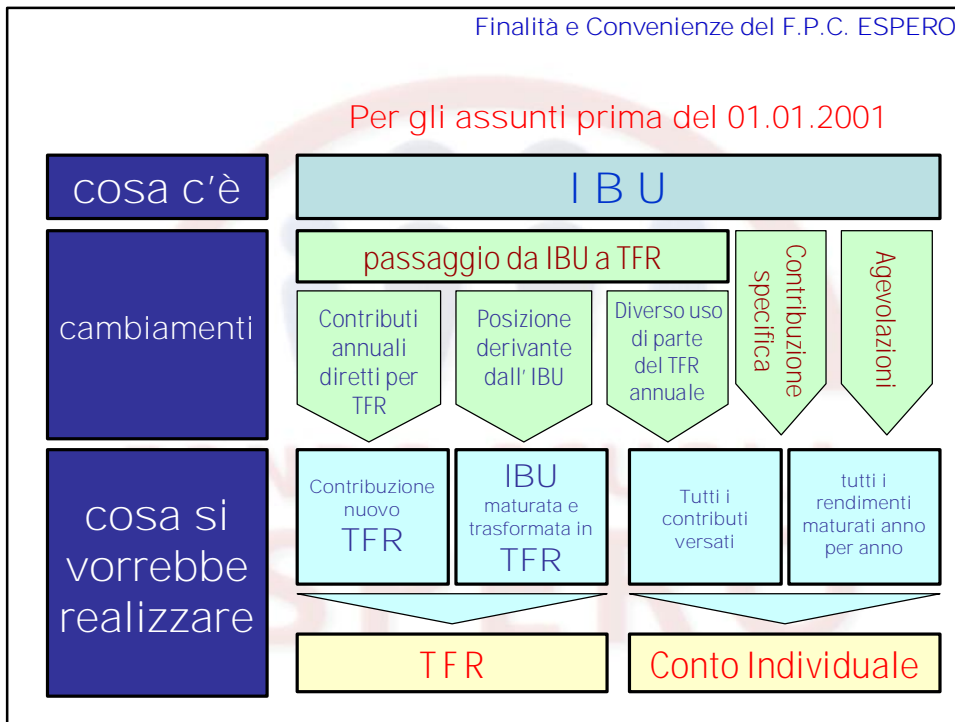 Finalità e Convenienze del F.P.C. ESPERO
Per gli assunti prima del 01.01.2001
cosa c'è
I B U
cambiamenti
passaggio da IBU a TFR
Contributi
annuali
diretti per
TFR
Posizione
derivante
dall' IBU
Diverso uso
di parte
del TFR
annuale
Contribuzione
specifica
Agevolazioni
cosa si
vorrebbe
realizzare
Contribuzione
nuovo
TFR
IBU
maturata e
trasformata in
TFR
Tutti i
contributi
versati
tutti i
rendimenti
maturati anno
per anno
TFR
Conto Individuale